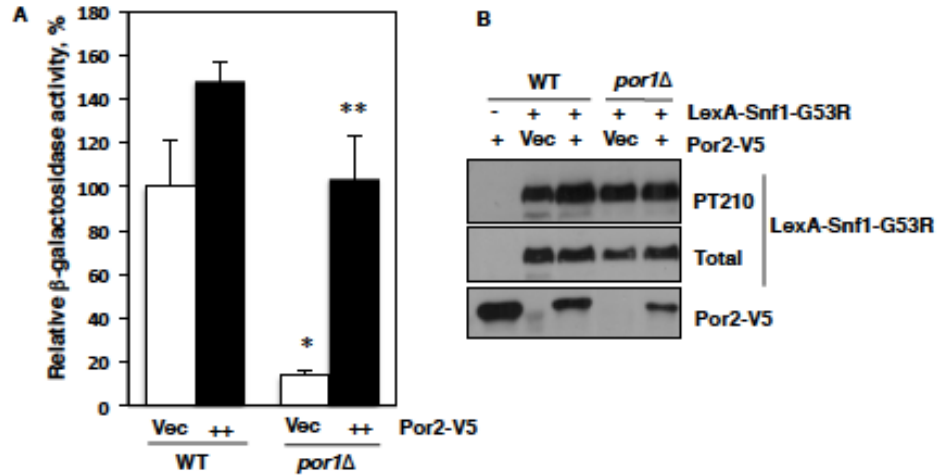 A
Relative β-galactosidase activity, %
180
160
140
120
100
80
60
40
20
0
*
**
Vec ++ Vec ++ Por2-V5
WT por1Δ
B
WT por1Δ
- + + + + LexA-Snf1-G53R
+ Vec + Vec + Por2-V5
PT210
LexA-Snf1-G53R
Total
Por2-V5